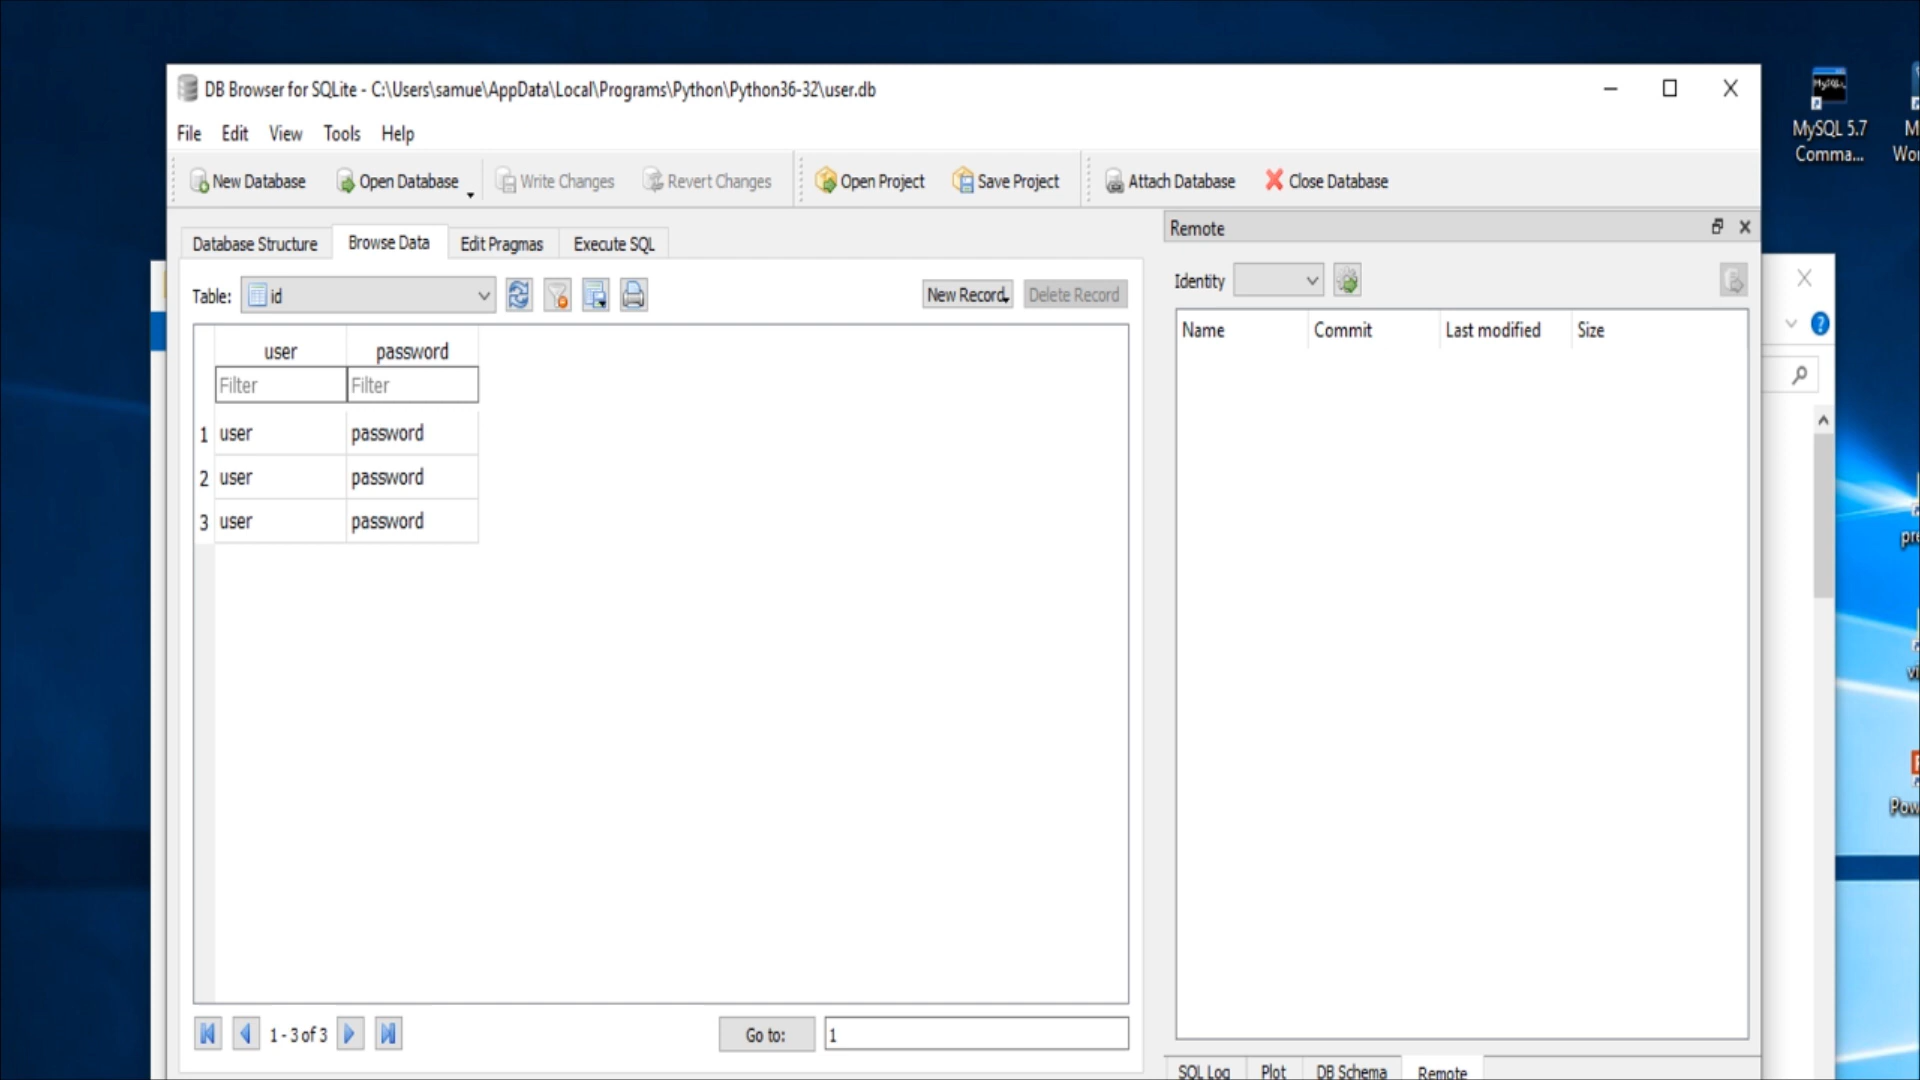 DB Browser for SQLite - C:\Users\samue\AppData\Local\Programs\Python\Python36-32\user.db
File Edit View Tools Help
New Database Open Database Write Changes Revert Changes Open Project Save Project Attach Database Close Database
Database Structure Browse Data Edit Pragmas Execute SQL
Table: id New Record Delete Record
user password
Filter Filter
1 user password
2 user password
3 user password
1 - 3 of 3 Go to: 1
Remote
Identity
Name Commit Last modified Size
SQL Log Plot DB Schema Remote
MySQL 5.7
Comma...